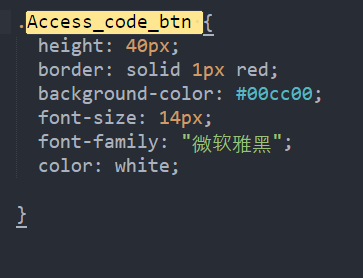 .Access_code_btn {
height: 40px;
border: solid 1px red;
background-color: #00cc00;
font-size: 14px;
font-family: "微软雅黑";
color: white;
}